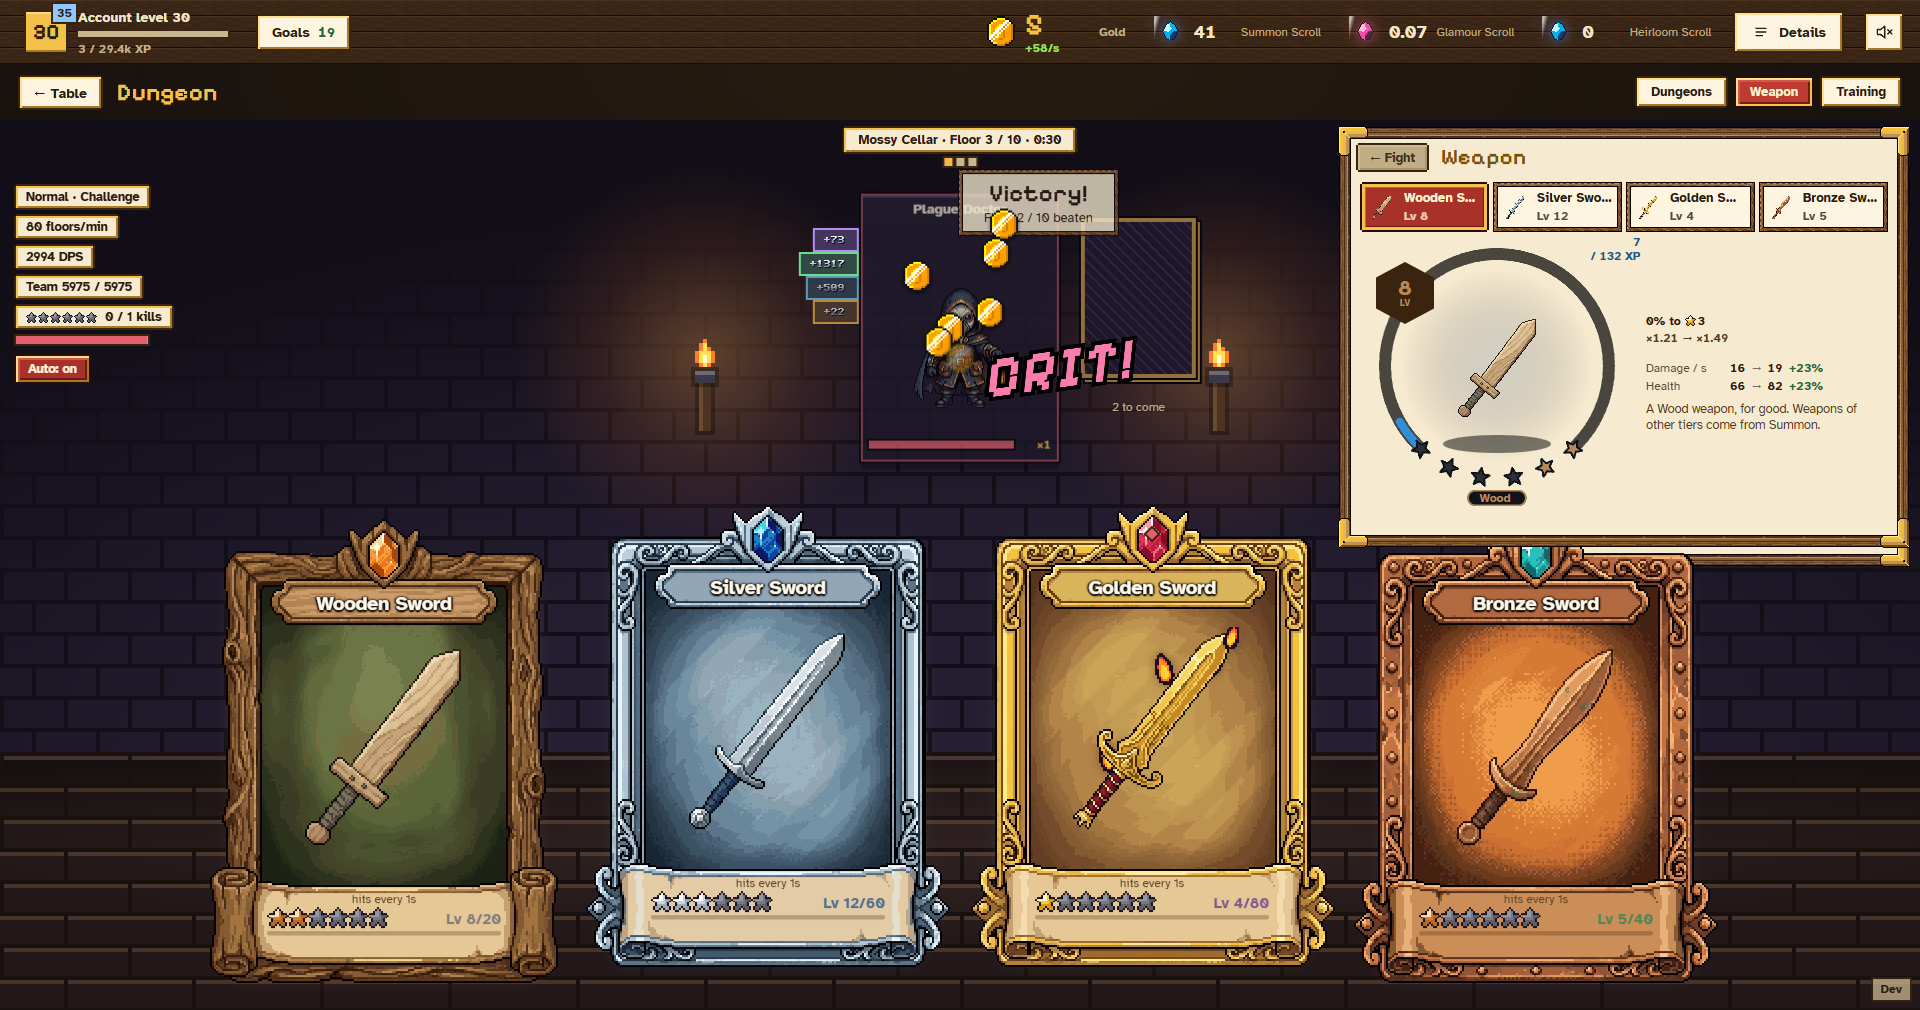 35
30
Account level 30
3 / 29.4k XP
Goals 19
S
+58/s
Gold
41
Summon Scroll
0.07
Glamour Scroll
0
Heirloom Scroll
Details
← Table
Dungeon
Dungeons
Weapon
Training
Mossy Cellar · Floor 3 / 10 · 0:30
Normal · Challenge
80 floors/min
2994 DPS
Team 5975 / 5975
0 / 1 kills
Auto: on
Victory!
2 / 10 beaten
+73
+1317
+509
+22
×1
2 to come
← Fight
Weapon
Wooden S...
Lv 8
Silver Swo...
Lv 12
Golden S...
Lv 4
Bronze Sw...
Lv 5
7
/ 132 XP
8
LV
0% to 3
×1.21 → ×1.49
Damage / s 16 → 19 +23%
Health 66 → 82 +23%
A Wood weapon, for good. Weapons of
other tiers come from Summon.
Wood
Wooden Sword
hits every 1s
Lv 8/20
Silver Sword
hits every 1s
Lv 12/60
Golden Sword
hits every 1s
Lv 4/80
Bronze Sword
hits every 1s
Lv 5/40
Dev